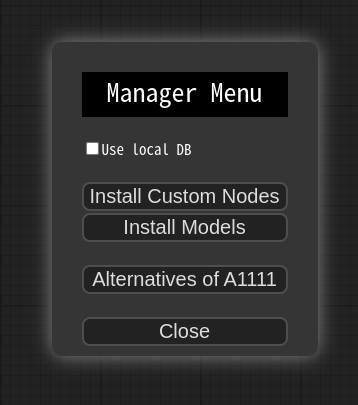 Manager Menu
Use local DB
Install Custom Nodes
Install Models
Alternatives of A1111
Close